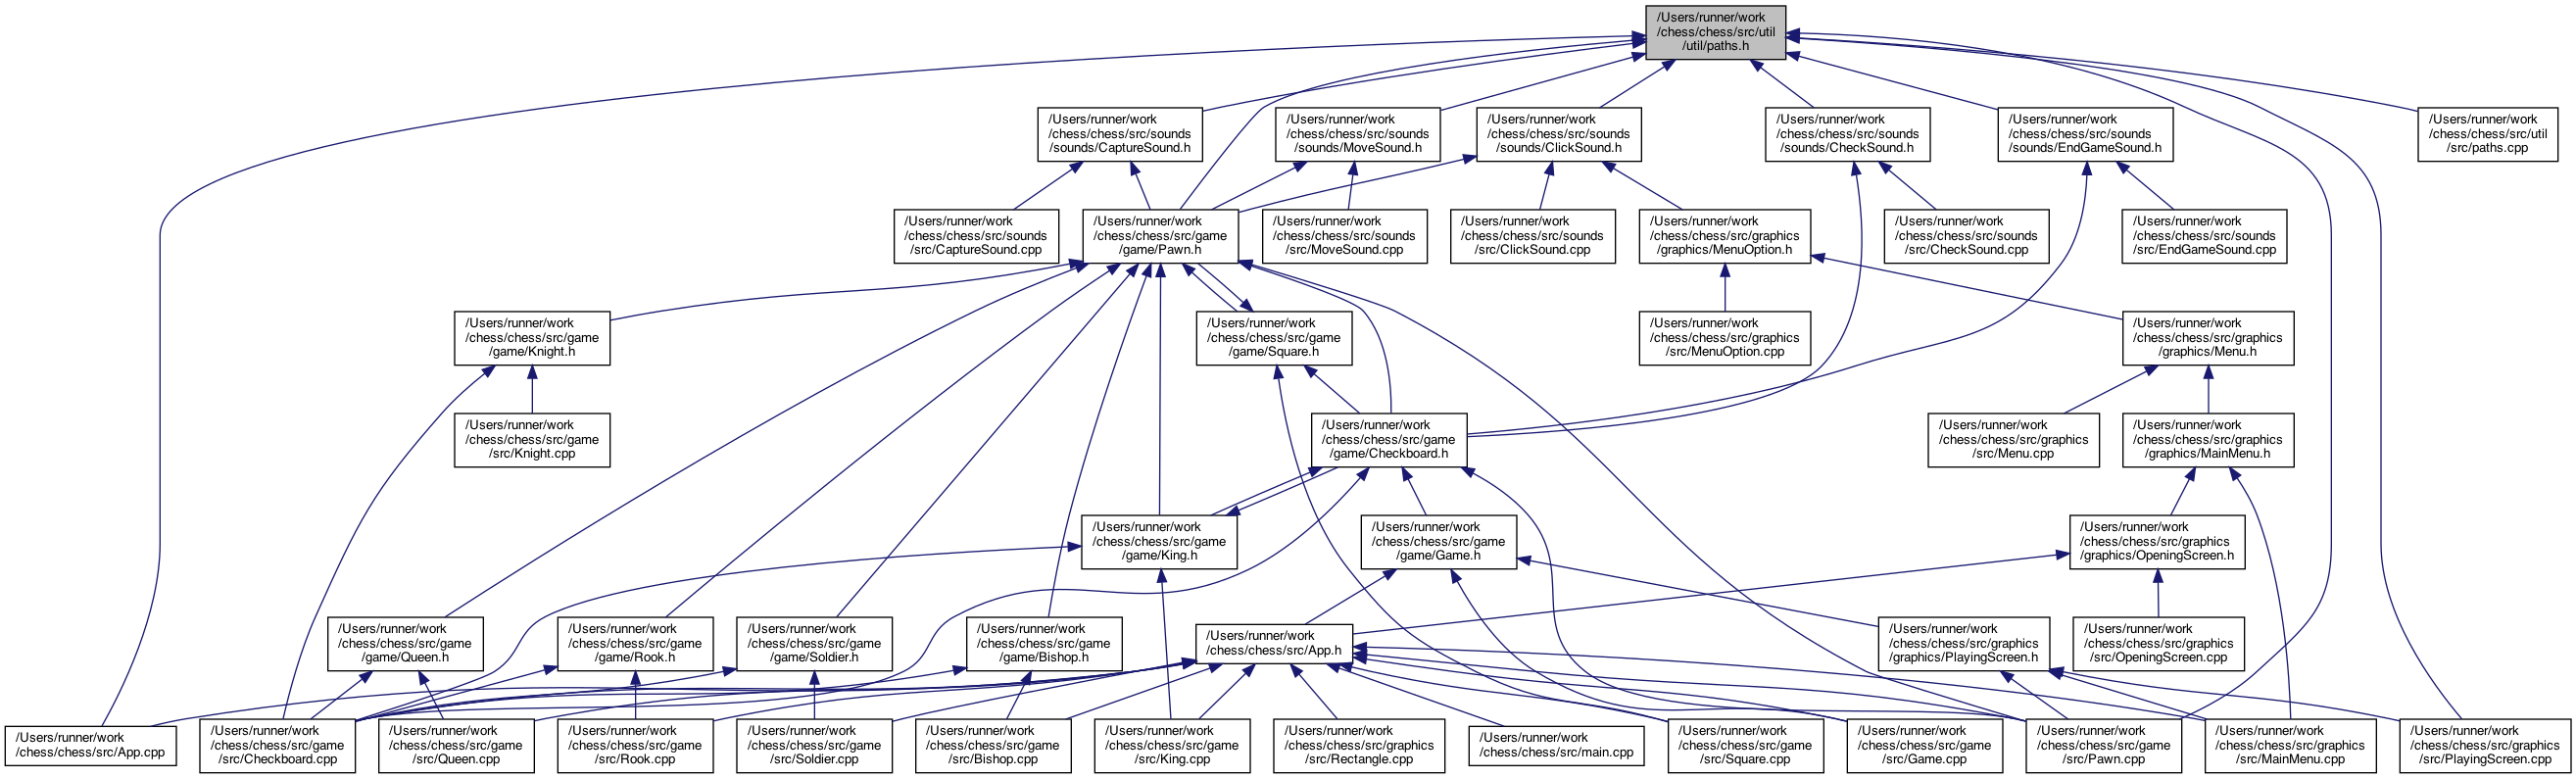 /Users/runner/work
/chess/chess/src/util
/util/paths.h
/Users/runner/work
/chess/chess/src/sounds
/sounds/CaptureSound.h
/Users/runner/work
/chess/chess/src/sounds
/sounds/MoveSound.h
/Users/runner/work
/chess/chess/src/sounds
/sounds/ClickSound.h
/Users/runner/work
/chess/chess/src/sounds
/sounds/CheckSound.h
/Users/runner/work
/chess/chess/src/sounds
/sounds/EndGameSound.h
/Users/runner/work
/chess/chess/src/util
/src/paths.cpp
/Users/runner/work
/chess/chess/src/sounds
/src/CaptureSound.cpp
/Users/runner/work
/chess/chess/src/game
/game/Pawn.h
/Users/runner/work
/chess/chess/src/sounds
/src/MoveSound.cpp
/Users/runner/work
/chess/chess/src/sounds
/src/ClickSound.cpp
/Users/runner/work
/chess/chess/src/graphics
/graphics/MenuOption.h
/Users/runner/work
/chess/chess/src/sounds
/src/CheckSound.cpp
/Users/runner/work
/chess/chess/src/sounds
/src/EndGameSound.cpp
/Users/runner/work
/chess/chess/src/game
/game/Knight.h
/Users/runner/work
/chess/chess/src/game
/game/Square.h
/Users/runner/work
/chess/chess/src/graphics
/src/MenuOption.cpp
/Users/runner/work
/chess/chess/src/graphics
/graphics/Menu.h
/Users/runner/work
/chess/chess/src/game
/src/Knight.cpp
/Users/runner/work
/chess/chess/src/game
/game/Checkboard.h
/Users/runner/work
/chess/chess/src/graphics
/src/Menu.cpp
/Users/runner/work
/chess/chess/src/graphics
/graphics/MainMenu.h
/Users/runner/work
/chess/chess/src/game
/game/King.h
/Users/runner/work
/chess/chess/src/game
/game/Game.h
/Users/runner/work
/chess/chess/src/graphics
/graphics/OpeningScreen.h
/Users/runner/work
/chess/chess/src/game
/game/Queen.h
/Users/runner/work
/chess/chess/src/game
/game/Rook.h
/Users/runner/work
/chess/chess/src/game
/game/Soldier.h
/Users/runner/work
/chess/chess/src/game
/game/Bishop.h
/Users/runner/work
/chess/chess/src/App.h
/Users/runner/work
/chess/chess/src/graphics
/graphics/PlayingScreen.h
/Users/runner/work
/chess/chess/src/graphics
/src/OpeningScreen.cpp
/Users/runner/work
/chess/chess/src/App.cpp
/Users/runner/work
/chess/chess/src/game
/src/Checkboard.cpp
/Users/runner/work
/chess/chess/src/game
/src/Queen.cpp
/Users/runner/work
/chess/chess/src/game
/src/Rook.cpp
/Users/runner/work
/chess/chess/src/game
/src/Soldier.cpp
/Users/runner/work
/chess/chess/src/game
/src/Bishop.cpp
/Users/runner/work
/chess/chess/src/game
/src/King.cpp
/Users/runner/work
/chess/chess/src/graphics
/src/Rectangle.cpp
/Users/runner/work
/chess/chess/src/main.cpp
/Users/runner/work
/chess/chess/src/game
/src/Square.cpp
/Users/runner/work
/chess/chess/src/game
/src/Game.cpp
/Users/runner/work
/chess/chess/src/game
/src/Pawn.cpp
/Users/runner/work
/chess/chess/src/graphics
/src/MainMenu.cpp
/Users/runner/work
/chess/chess/src/graphics
/src/PlayingScreen.cpp